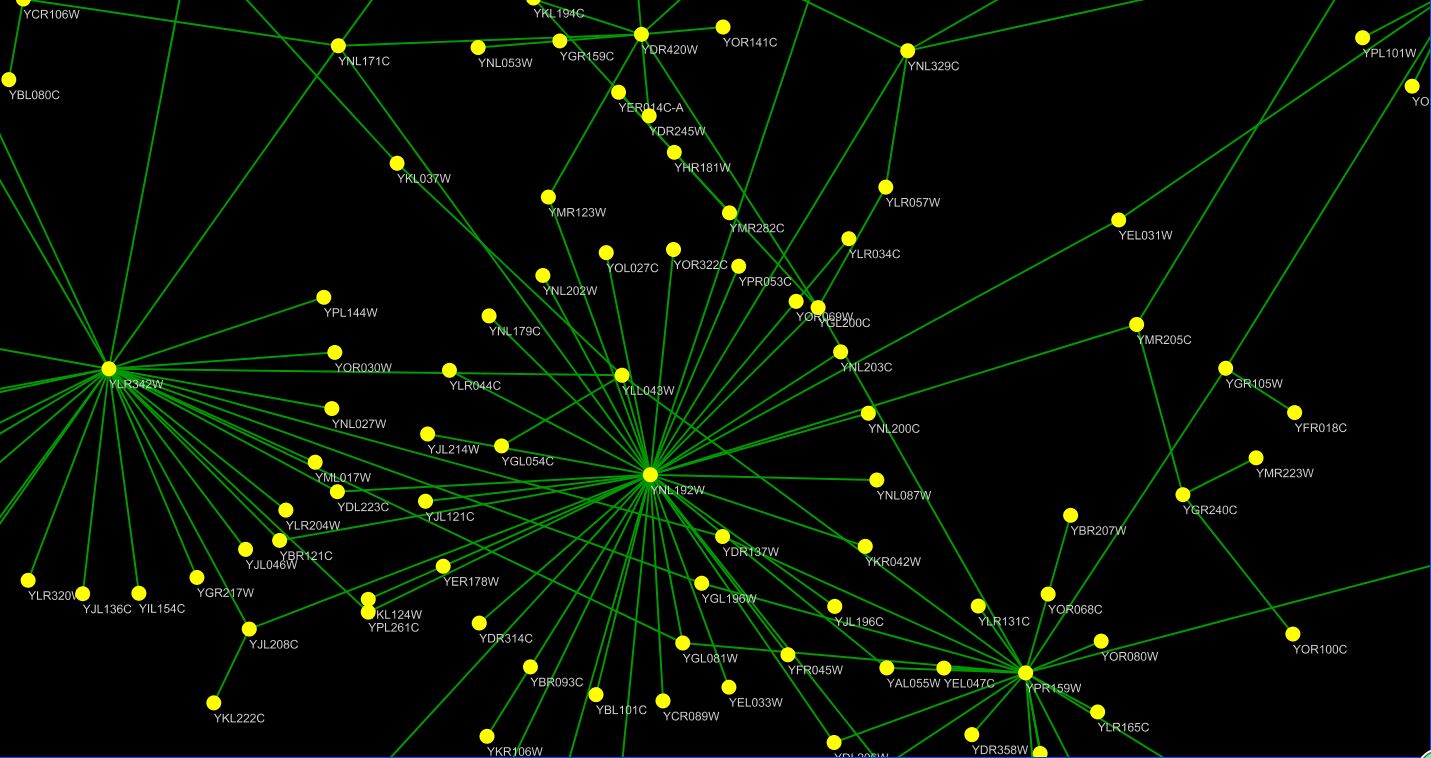 YCR106W
YKL194C
YBL080C
YNL171C
YNL053W
YGR159C
YDR420W
YOR141C
YNL329C
YPL101W
YO
YER014C-A
YDR245W
YHR181W
YKL037W
YMR123W
YMR282C
YLR057W
YEL031W
YLR034C
YOL027C
YOR322C
YPR053C
YNL202W
YPL144W
YNL179C
YOR069W
YGL200C
YMR205C
YOR030W
YNL203C
YLR342W
YLR044C
YLL043W
YGR105W
YNL027W
YNL200C
YFR018C
YJL214W
YGL054C
YML017W
YMR223W
YNL192W
YNL087W
YDL223C
YJL121C
YGR240C
YLR204W
YBR207W
YBR121C
YJL046W
YDR137W
YKR042W
YER178W
YGR217W
YLR320W
YJL136C
YIL154C
YGL196W
YOR068C
KL124W
YPL261C
YJL196C
YLR131C
YDR314C
YJL208C
YGL081W
YFR045W
YOR080W
YOR100C
YBR093C
YAL055W
YEL047C
YPR159W
YKL222C
YBL101C
YCR089W
YEL033W
YLR165C
YKR106W
YDR358W